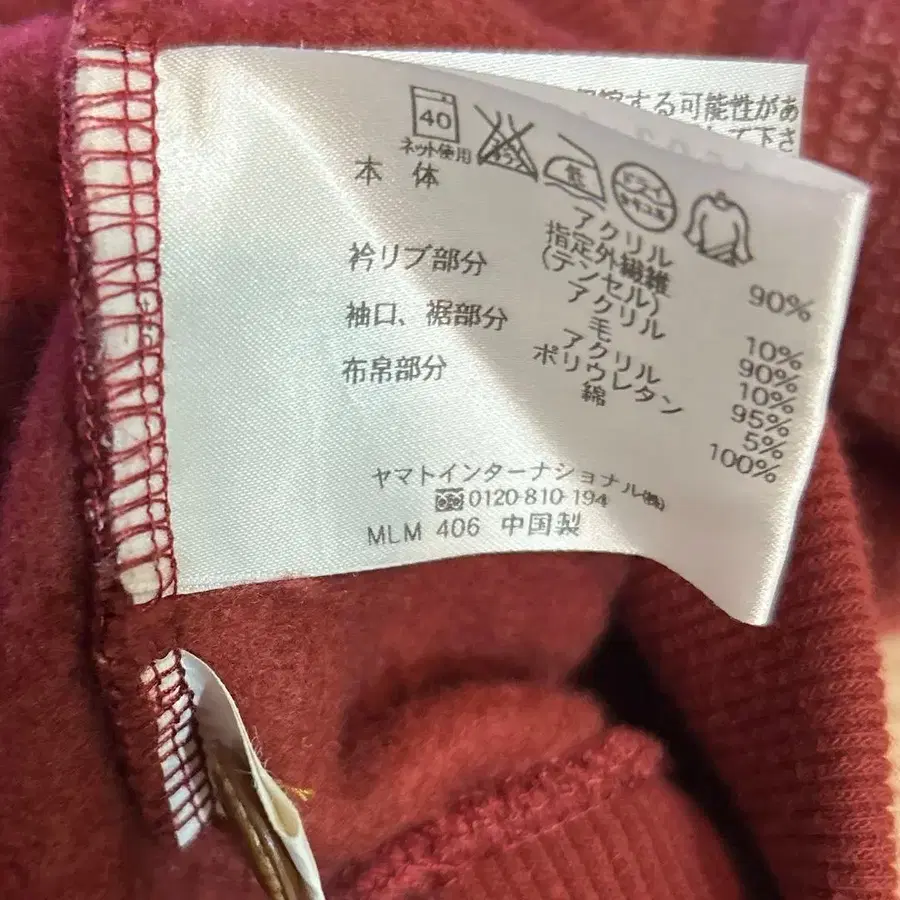 する可能性があ
て下さ
40
ネット使用
低
ドライ
セキユ系
本 体
アクリル 90%
指定外繊維
(テンセル) 10%
衿リブ部分
アクリル 90%
毛 10%
袖口、裾部分
アクリル 95%
ポリウレタン 5%
布帛部分
綿 100%
ヤマトインターナショナル(株)
0120-810-194
MLM 406 中国製